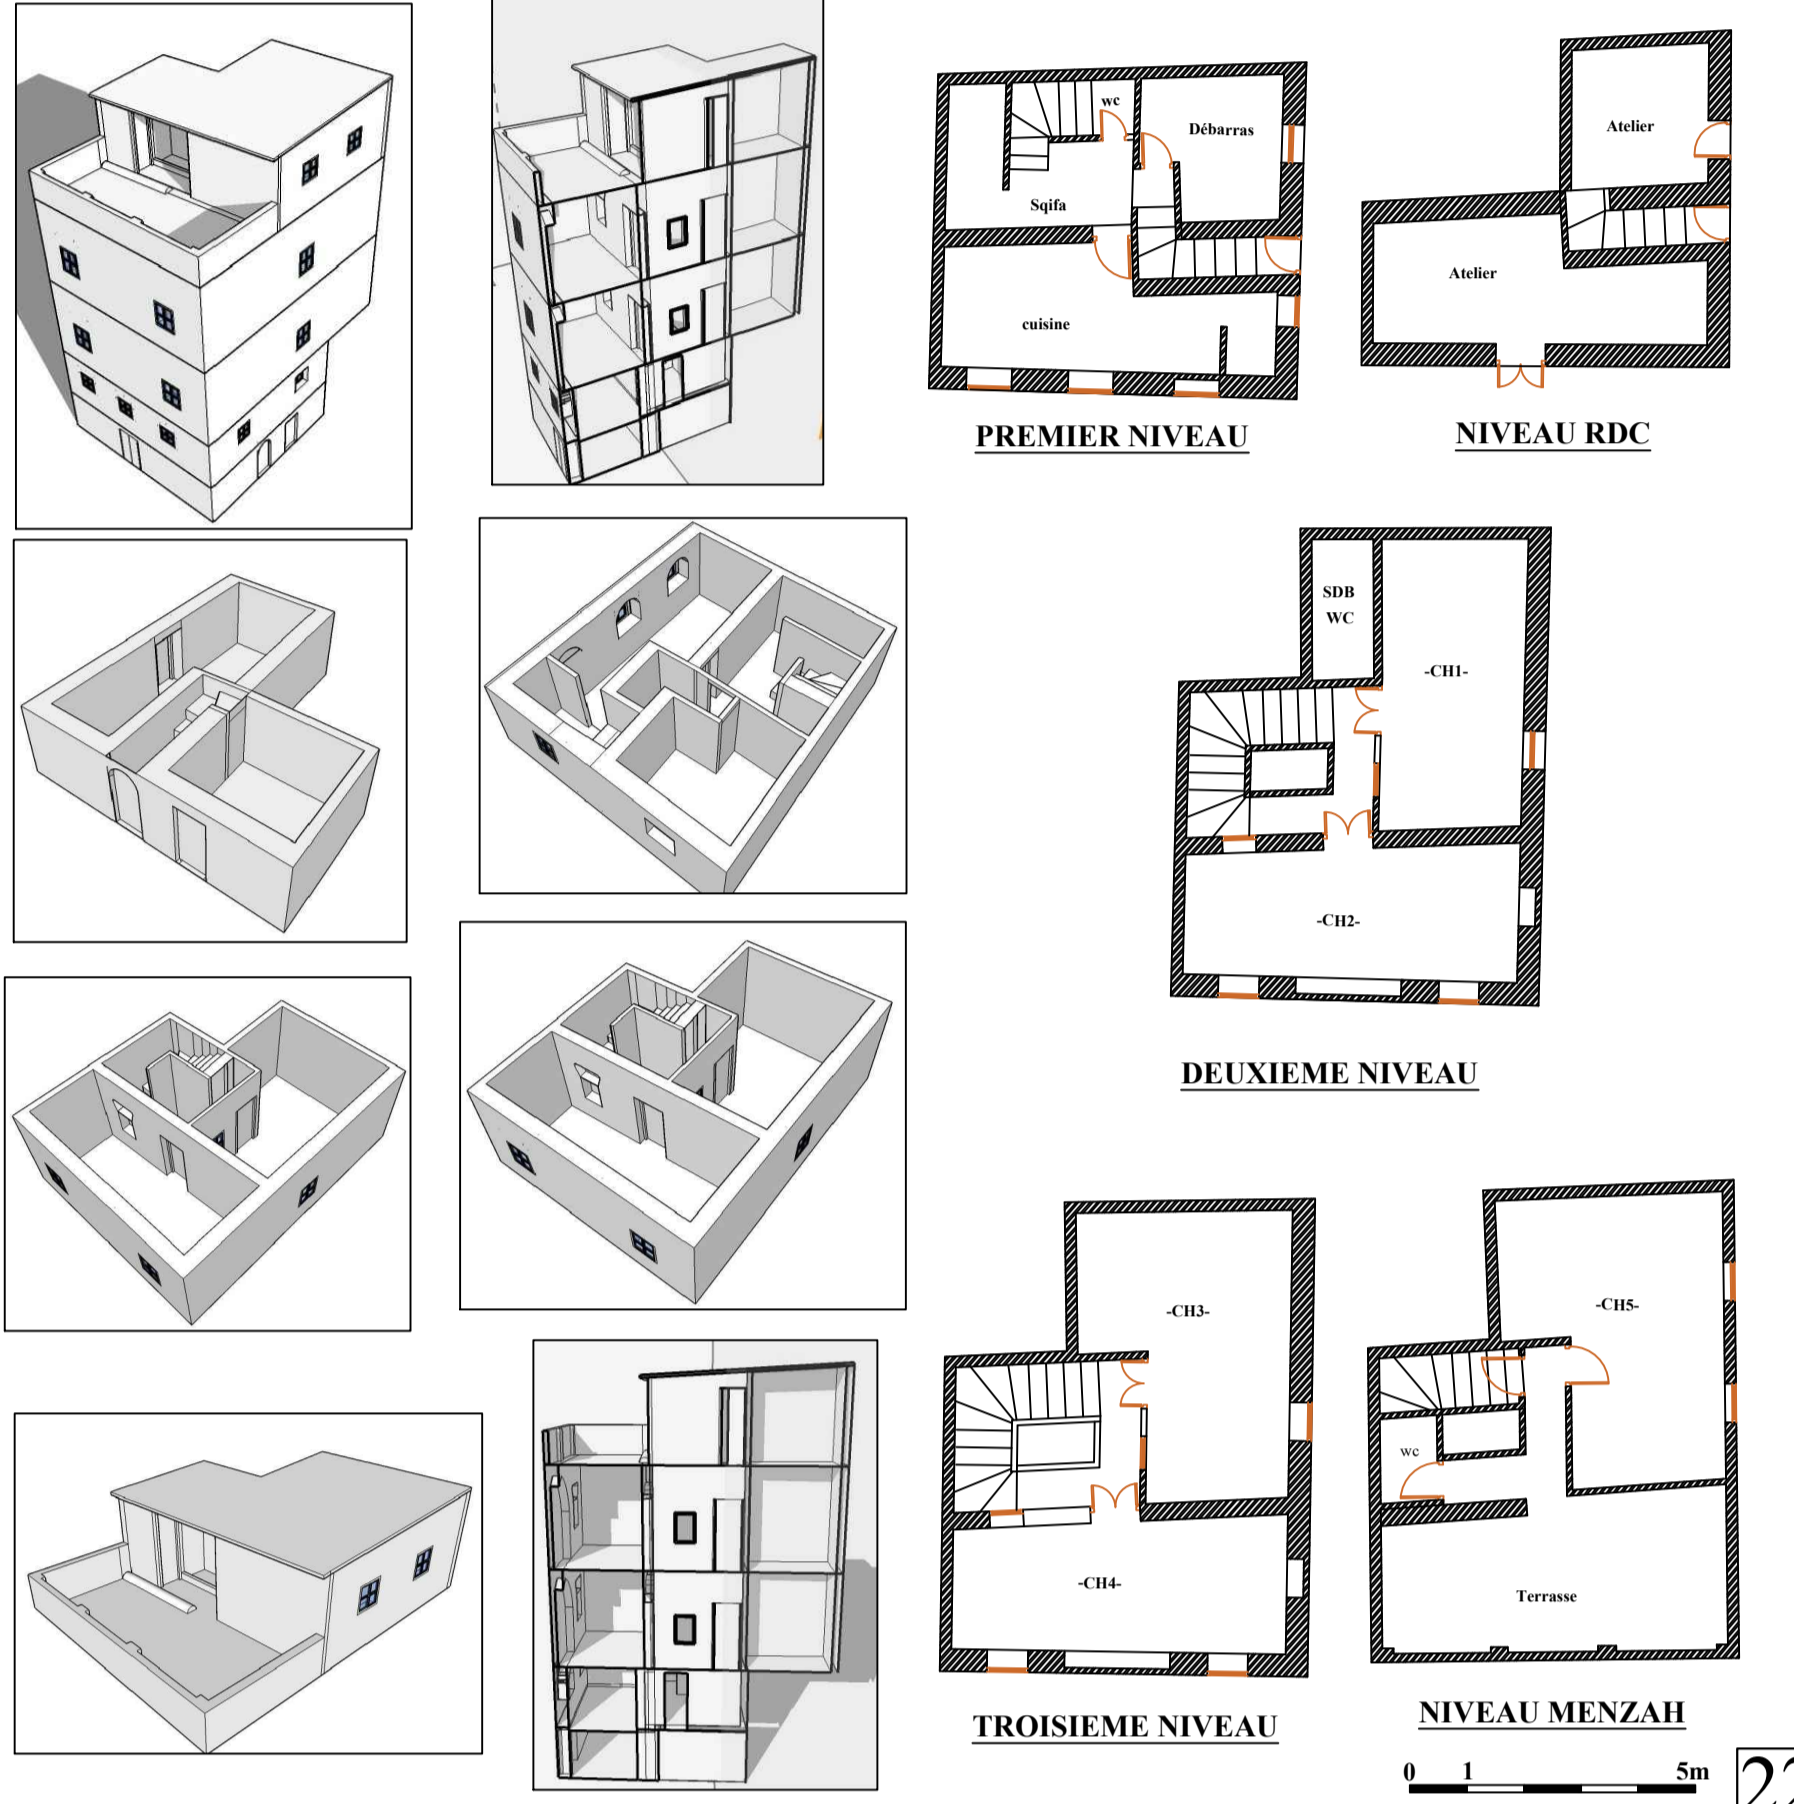 wc
Débarras
Sqifa
cuisine
PREMIER NIVEAU
Atelier
Atelier
NIVEAU RDC
SDB
WC
-CH1-
-CH2-
DEUXIEME NIVEAU
-CH3-
-CH4-
TROISIEME NIVEAU
-CH5-
wc
Terrasse
NIVEAU MENZAH
0 1 5m